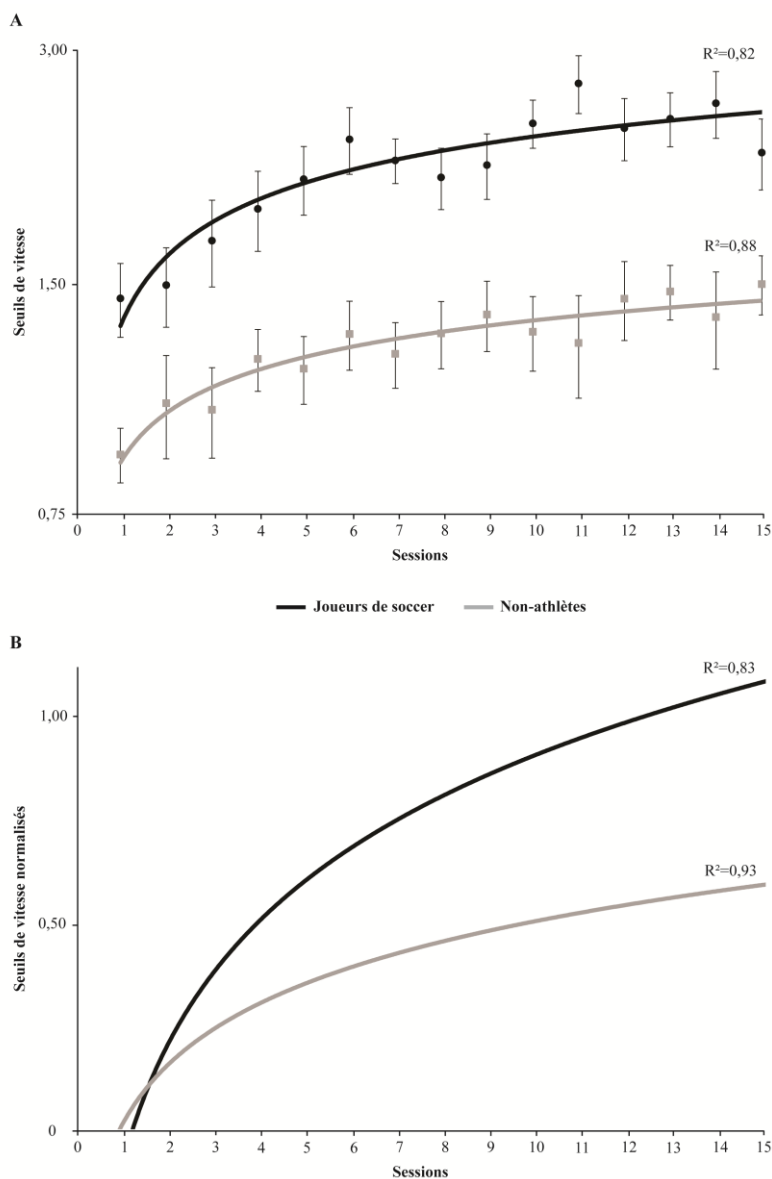 A
3,00
R²=0,82
Seuils de vitesse
1,50
R²=0,88
0,75
0 1 2 3 4 5 6 7 8 9 10 11 12 13 14 15
Sessions
Joueurs de soccer Non-athlètes
B
R²=0,83
1,00
Seuils de vitesse normalisés
R²=0,93
0,50
0
0 1 2 3 4 5 6 7 8 9 10 11 12 13 14 15
Sessions